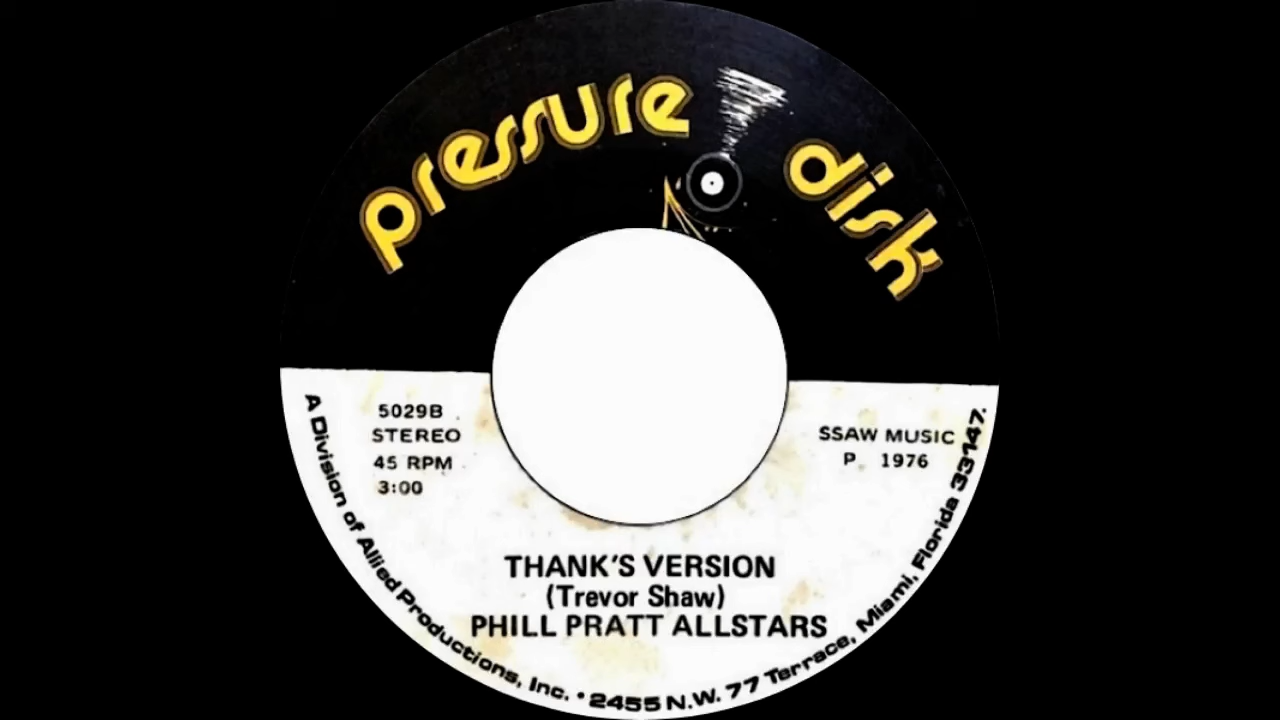 pressure disk
5029B
STEREO
45 RPM
3:00
SSAW MUSIC
P 1976
THANK'S VERSION
(Trevor Shaw)
PHILL PRATT ALLSTARS
A Division of Allied Productions, Inc. • 2455 N.W. 77 Terrace, Miami, Florida 33147.